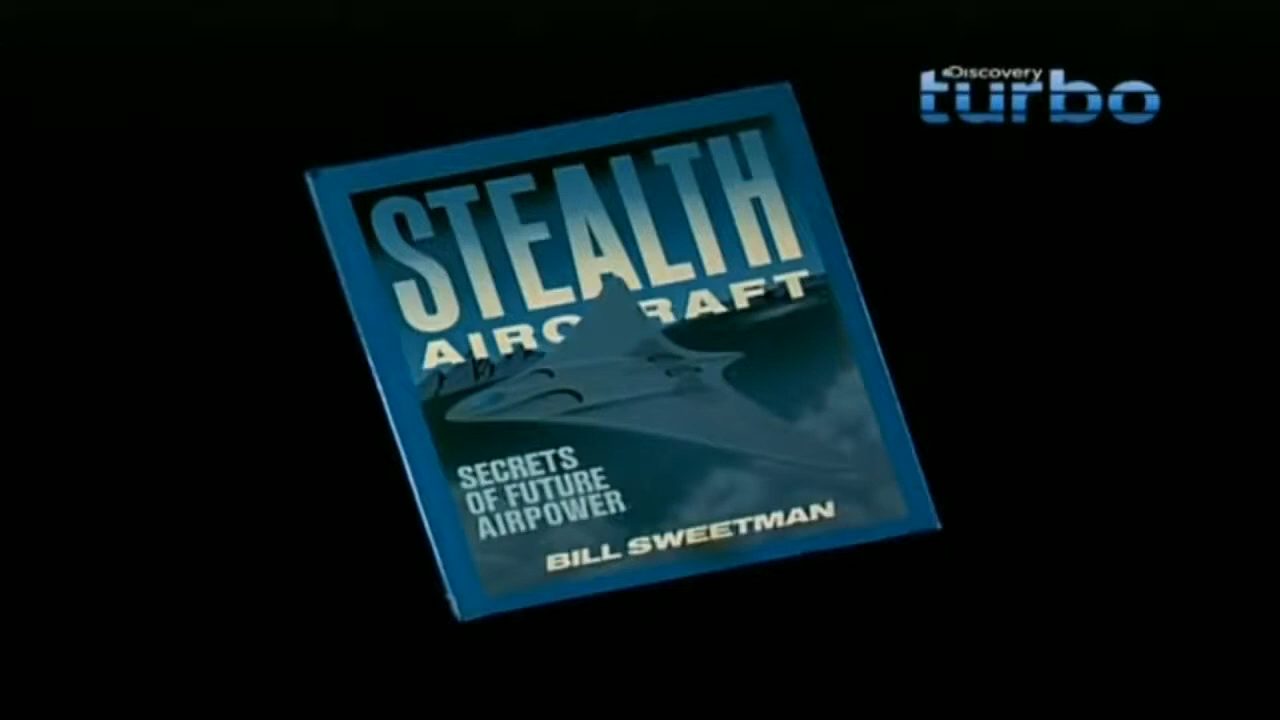 Discovery
turbo
STEALTH
AIRCRAFT
SECRETS
OF FUTURE
AIRPOWER
BILL SWEETMAN